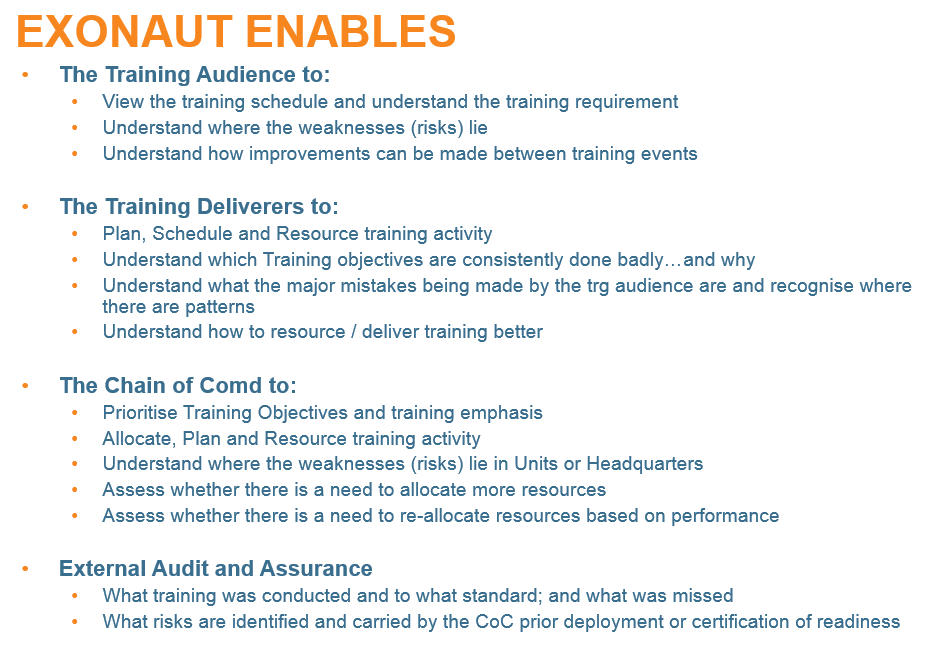 EXONAUT ENABLES
• The Training Audience to:
• View the training schedule and understand the training requirement
• Understand where the weaknesses (risks) lie
• Understand how improvements can be made between training events
• The Training Deliverers to:
• Plan, Schedule and Resource training activity
• Understand which Training objectives are consistently done badly…and why
• Understand what the major mistakes being made by the trg audience are and recognise where
there are patterns
• Understand how to resource / deliver training better
• The Chain of Comd to:
• Prioritise Training Objectives and training emphasis
• Allocate, Plan and Resource training activity
• Understand where the weaknesses (risks) lie in Units or Headquarters
• Assess whether there is a need to allocate more resources
• Assess whether there is a need to re-allocate resources based on performance
• External Audit and Assurance
• What training was conducted and to what standard; and what was missed
• What risks are identified and carried by the CoC prior deployment or certification of readiness